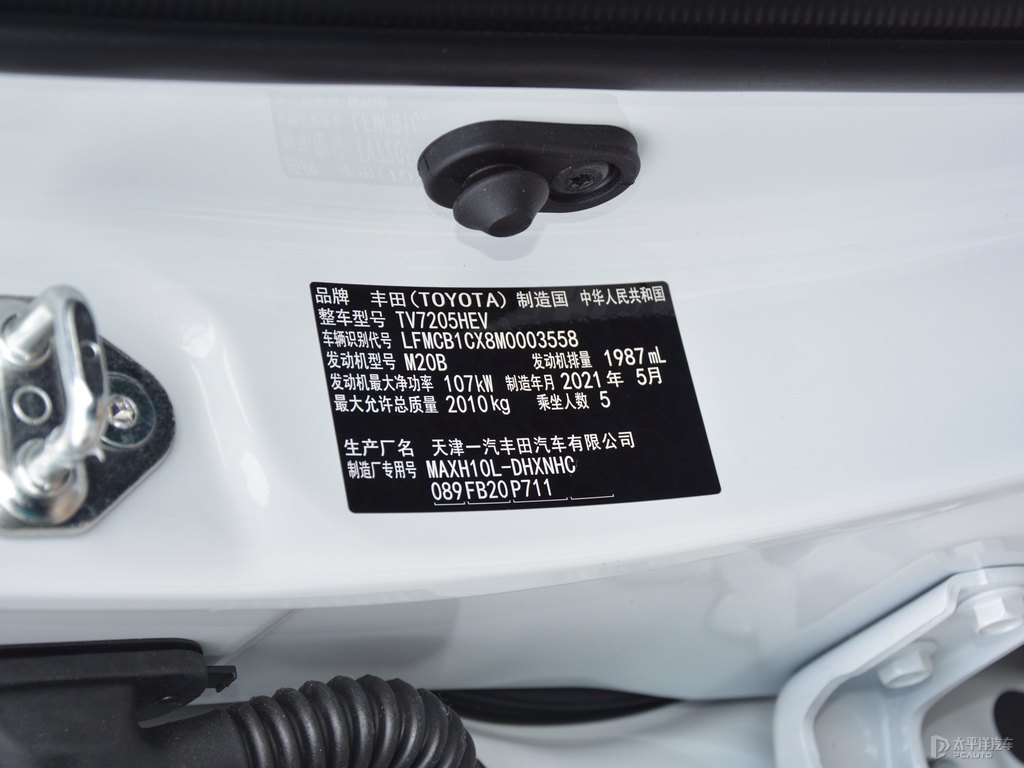 品牌 丰田(TOYOTA) 制造国 中华人民共和国
整车型号 TV7205HEV
车辆识别代号 LFMCB1CX8M0003558
发动机型号 M20B 发动机排量 1987mL
发动机最大净功率 107kW 制造年月 2021年 5月
最大允许总质量 2010kg 乘坐人数 5
生产厂名 天津一汽丰田汽车有限公司
制造厂专用号 MAXH10L-DHXNHC
089FB20P711
太平洋汽车
PCAUTO